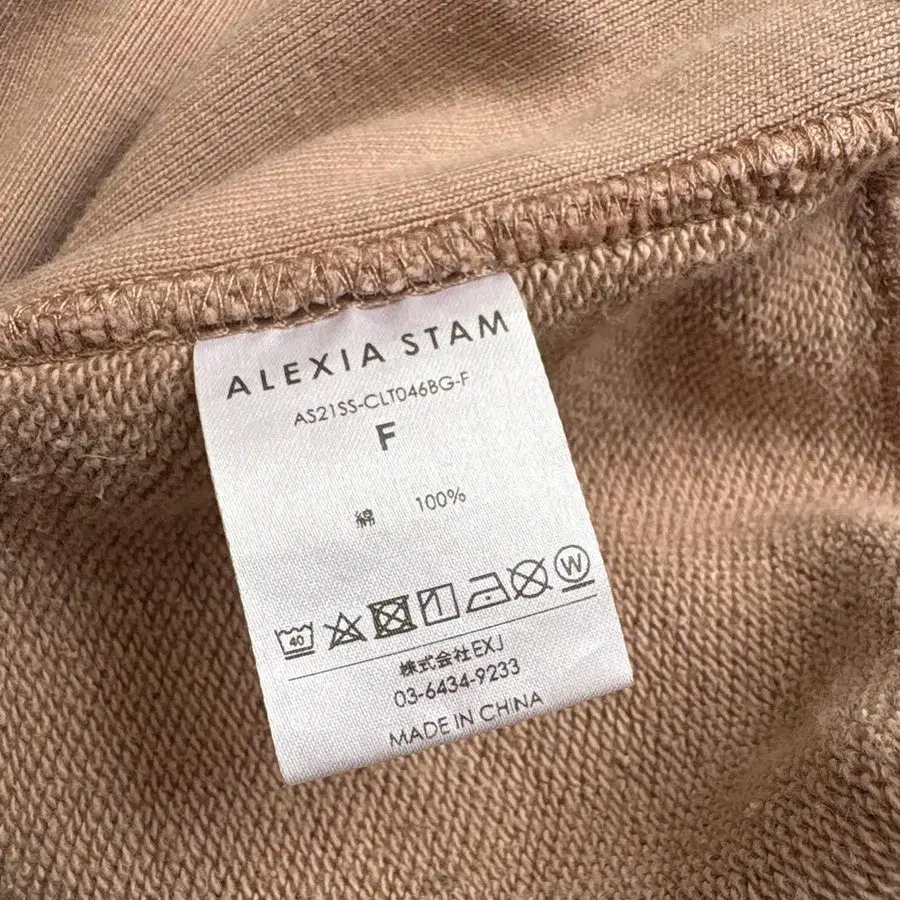 ALEXIA STAM
AS21SS-CLT046BG-F
F
綿 100%
40 W
株式会社EXJ
03-6434-9233
MADE IN CHINA